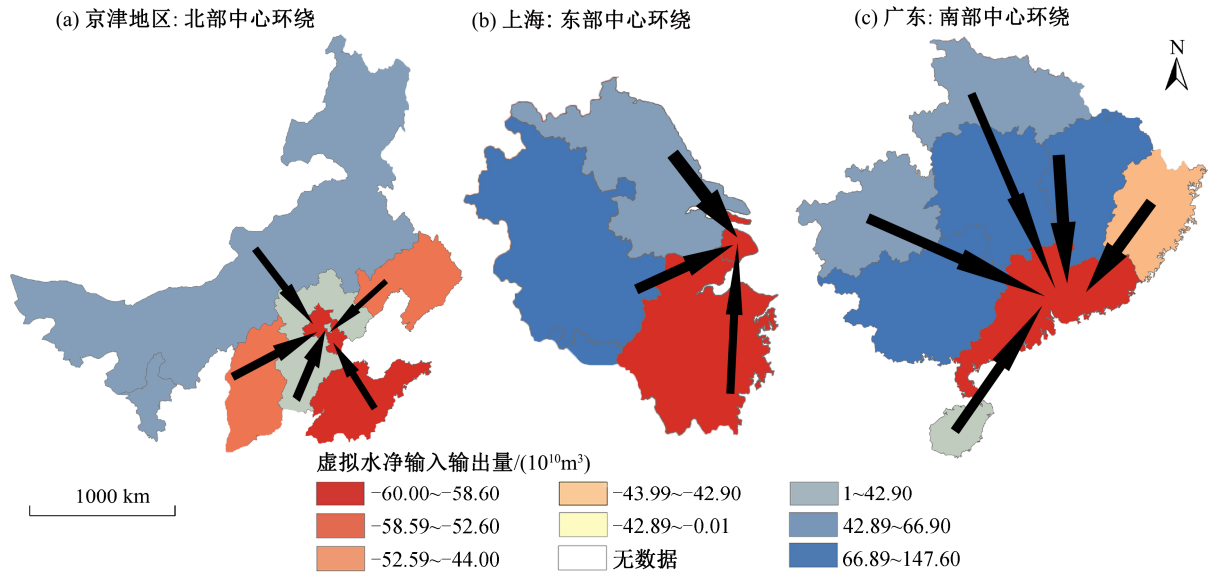 (a) 京津地区: 北部中心环绕
(b) 上海: 东部中心环绕
(c) 广东: 南部中心环绕
N
虚拟水净输入输出量/(10¹⁰m³)
1000 km
−60.00~−58.60
−58.59~−52.60
−52.59~−44.00
−43.99~−42.90
−42.89~−0.01
无数据
1~42.90
42.89~66.90
66.89~147.60